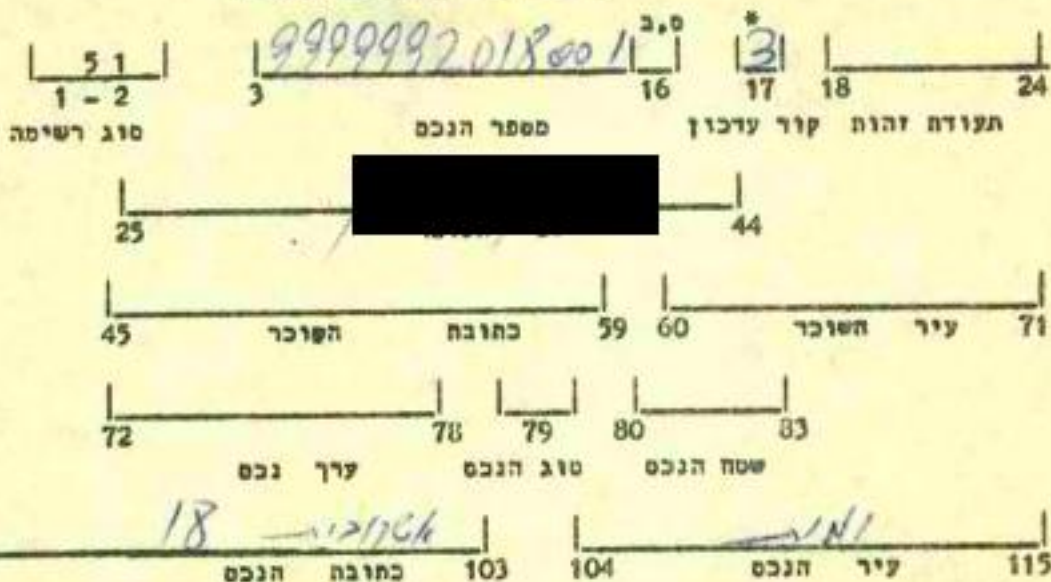 ס.ב *
51 9999992018001 3
1 - 2 3 16 17 18 24
סוג רשימה מספר הנכס קוד עדכון תעודת זהות
25 44
45 כתובת השוכר 59 60 עיר השוכר 71
72 78 79 80 83
ערך נכס סוג הנכס שטח הנכס
18
כתובת הנכס 103 104 עיר הנכס 115